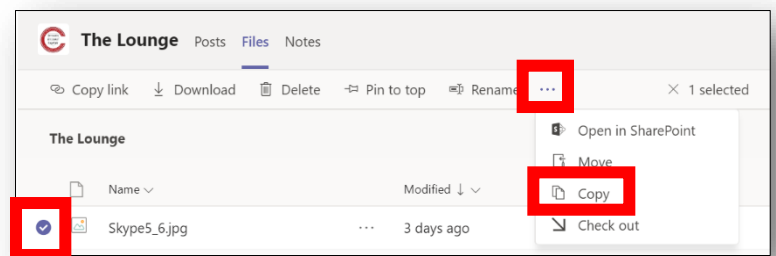 The Lounge Posts Files Notes
Copy link Download Delete Pin to top Rename ... 1 selected
Open in SharePoint
The Lounge
Move
Name Modified
Copy
Skype5_6.jpg ... 3 days ago
Check out